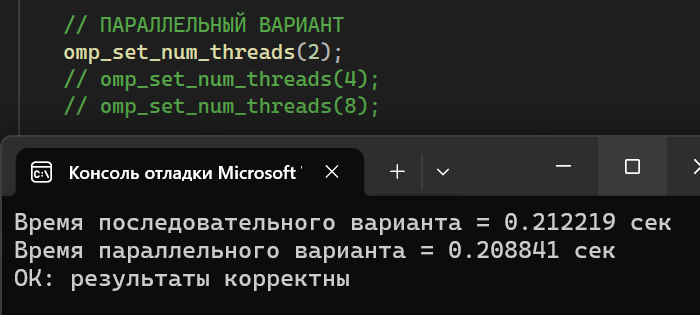 // ПАРАЛЛЕЛЬНЫЙ ВАРИАНТ
omp_set_num_threads(2);
// omp_set_num_threads(4);
// omp_set_num_threads(8);
Консоль отладки Microsoft
Время последовательного варианта = 0.212219 сек
Время параллельного варианта = 0.208841 сек
OK: результаты корректны